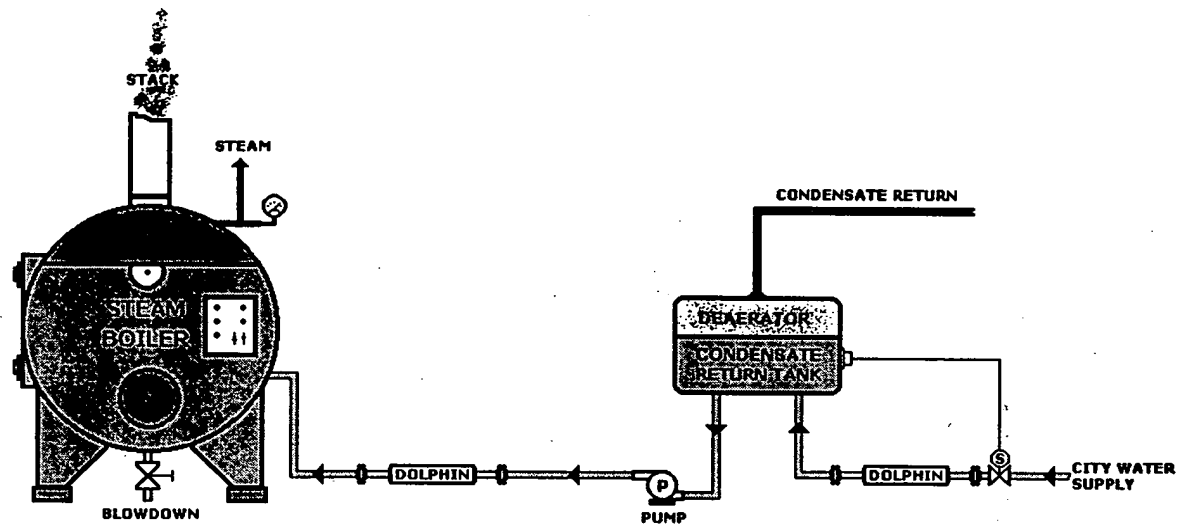 STACK
STEAM
CONDENSATE RETURN
STEAM
BOILER
DEAERATOR
CONDENSATE
RETURN TANK
DOLPHIN
P
PUMP
DOLPHIN
S
CITY WATER
SUPPLY
BLOWDOWN